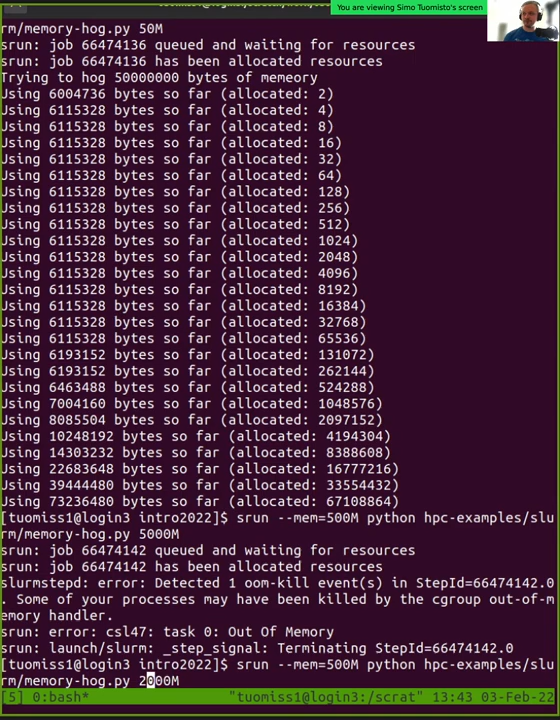 You are viewing Simo Tuomisto's screen
rm/memory-hog.py 50M
srun: job 66474136 queued and waiting for resources
srun: job 66474136 has been allocated resources
Trying to hog 50000000 bytes of memeory
Using 6004736 bytes so far (allocated: 2)
Using 6115328 bytes so far (allocated: 4)
Using 6115328 bytes so far (allocated: 8)
Using 6115328 bytes so far (allocated: 16)
Using 6115328 bytes so far (allocated: 32)
Using 6115328 bytes so far (allocated: 64)
Using 6115328 bytes so far (allocated: 128)
Using 6115328 bytes so far (allocated: 256)
Using 6115328 bytes so far (allocated: 512)
Using 6115328 bytes so far (allocated: 1024)
Using 6115328 bytes so far (allocated: 2048)
Using 6115328 bytes so far (allocated: 4096)
Using 6115328 bytes so far (allocated: 8192)
Using 6115328 bytes so far (allocated: 16384)
Using 6115328 bytes so far (allocated: 32768)
Using 6115328 bytes so far (allocated: 65536)
Using 6193152 bytes so far (allocated: 131072)
Using 6193152 bytes so far (allocated: 262144)
Using 6463488 bytes so far (allocated: 524288)
Using 7004160 bytes so far (allocated: 1048576)
Using 8085504 bytes so far (allocated: 2097152)
Using 10248192 bytes so far (allocated: 4194304)
Using 14303232 bytes so far (allocated: 8388608)
Using 22683648 bytes so far (allocated: 16777216)
Using 39444480 bytes so far (allocated: 33554432)
Using 73236480 bytes so far (allocated: 67108864)
[tuomiss1@login3 intro2022]$ srun --mem=500M python hpc-examples/slu
rm/memory-hog.py 5000M
srun: job 66474142 queued and waiting for resources
srun: job 66474142 has been allocated resources
slurmstepd: error: Detected 1 oom-kill event(s) in StepId=66474142.0
. Some of your processes may have been killed by the cgroup out-of-m
emory handler.
srun: error: csl47: task 0: Out Of Memory
srun: launch/slurm: _step_signal: Terminating StepId=66474142.0
[tuomiss1@login3 intro2022]$ srun --mem=500M python hpc-examples/slu
rm/memory-hog.py 2000M
[5] 0:bash* "tuomiss1@login3:/scrat" 13:43 03-Feb-22